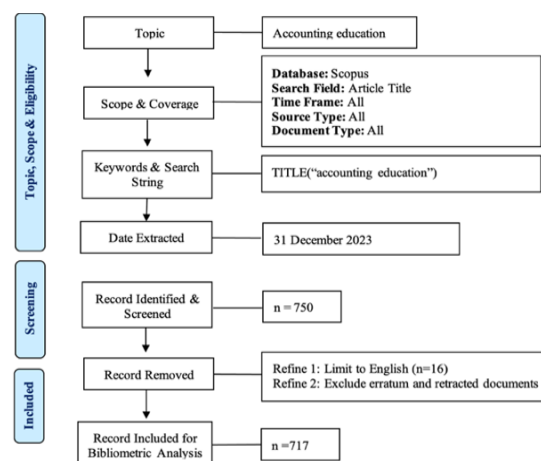 Topic, Scope & Eligibility
Topic
Accounting education
Scope & Coverage
Database: Scopus
Search Field: Article Title
Time Frame: All
Source Type: All
Document Type: All
Keywords & Search
String
TITLE("accounting education")
Date Extracted
31 December 2023
Screening
Record Identified &
Screened
n = 750
Included
Record Removed
Refine 1: Limit to English (n=16)
Refine 2: Exclude erratum and retracted documents
Record Included for
Bibliometric Analysis
n =717